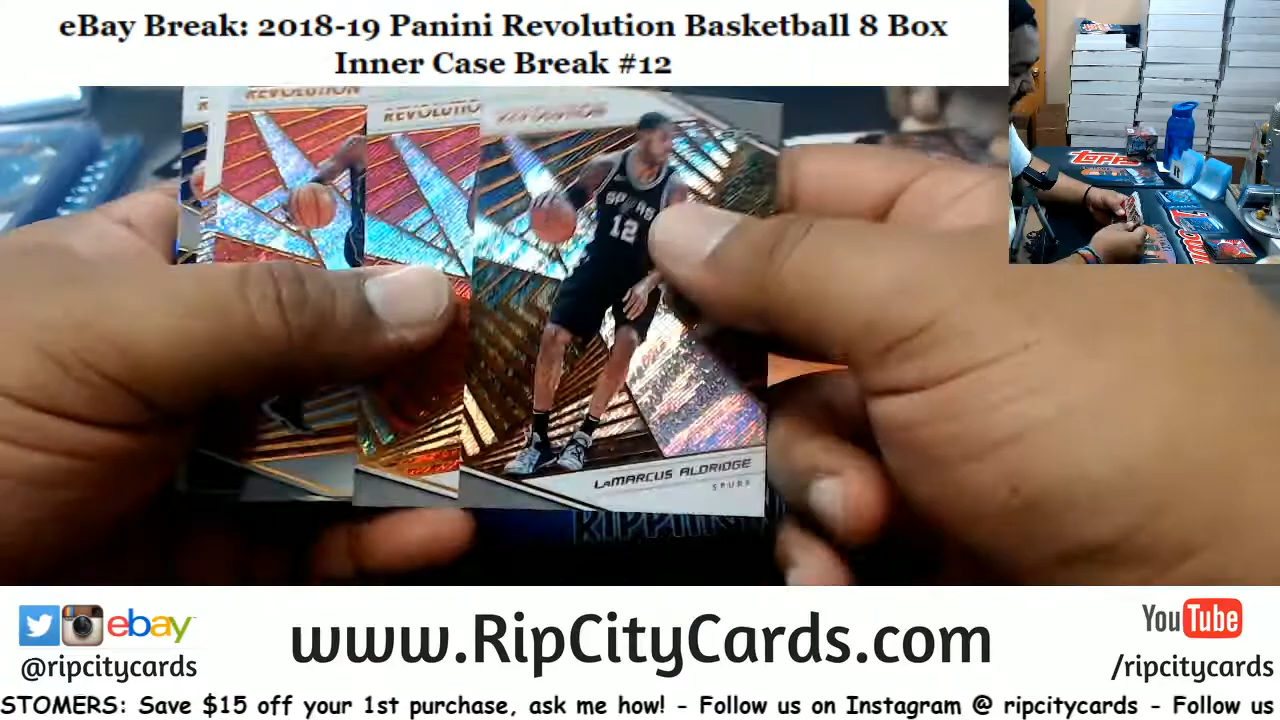 eBay Break: 2018-19 Panini Revolution Basketball 8 Box
Inner Case Break #12
REVOLUTION
REVOLUTIO
REVOLUTION
TOPPS
SPURS
12
LaMARCUS ALDRIDGE
SPURS
ebay
@ripcitycards
www.RipCityCards.com
YouTube
/ripcitycards
STOMERS: Save $15 off your 1st purchase, ask me how! - Follow us on Instagram @ ripcitycards - Follow us